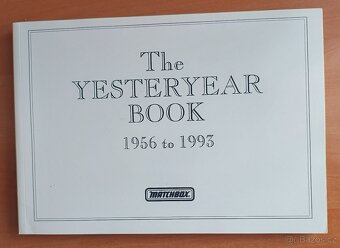 The
YESTERYEAR
BOOK
1956 to 1993
MATCHBOX